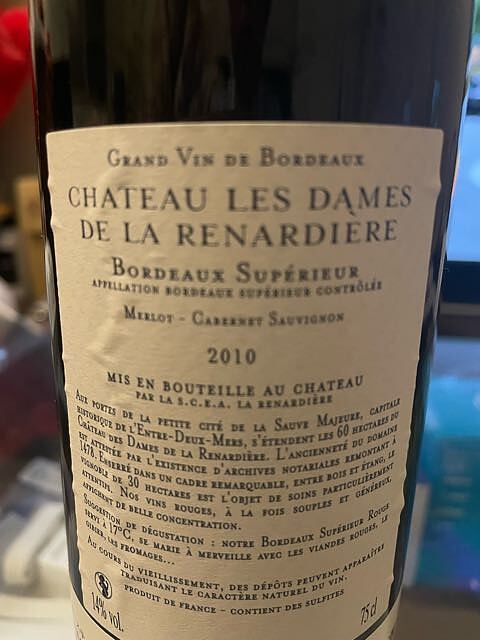 GRAND VIN DE BORDEAUX
CHATEAU LES DAMES
DE LA RENARDIÈRE
BORDEAUX SUPÉRIEUR
APPELLATION BORDEAUX SUPÉRIEUR CONTRÔLÉE
MERLOT - CABERNET SAUVIGNON
2010
MIS EN BOUTEILLE AU CHATEAU
PAR LA S.C.E.A. LA RENARDIÈRE
AUX PORTES DE LA PETITE CITÉ DE LA SAUVE MAJEURE, CAPITALE
HISTORIQUE DE L'ENTRE-DEUX-MERS, S'ÉTENDENT LES 60 HECTARES DU
CHÂTEAU DES DAMES DE LA RENARDIÈRE. L'ANCIENNETÉ DU DOMAINE
EST ATTESTÉE PAR L'EXISTENCE D'ARCHIVES NOTARIALES REMONTANT À
1478. ENSERRÉ DANS UN CADRE REMARQUABLE, ENTRE BOIS ET ÉTANG, LE
VIGNOBLE DE 30 HECTARES EST L'OBJET DE SOINS PARTICULIÈREMENT
ATTENTIFS. NOS VINS ROUGES, À LA FOIS SOUPLES ET GÉNÉREUX,
AFFICHENT DE BELLE CONCENTRATION.
SUGGESTION DE DÉGUSTATION : NOTRE BORDEAUX SUPÉRIEUR ROUGE
SERVI À 17°C, SE MARIE À MERVEILLE AVEC LES VIANDES ROUGES, LE
GIBIER, LES FROMAGES...
AU COURS DU VIEILLISSEMENT, DES DÉPÔTS PEUVENT APPARAÎTRE
TRADUISANT LE CARACTÈRE NATUREL DU VIN.
PRODUIT DE FRANCE - CONTIENT DES SULFITES
14% VOL.
75 cl